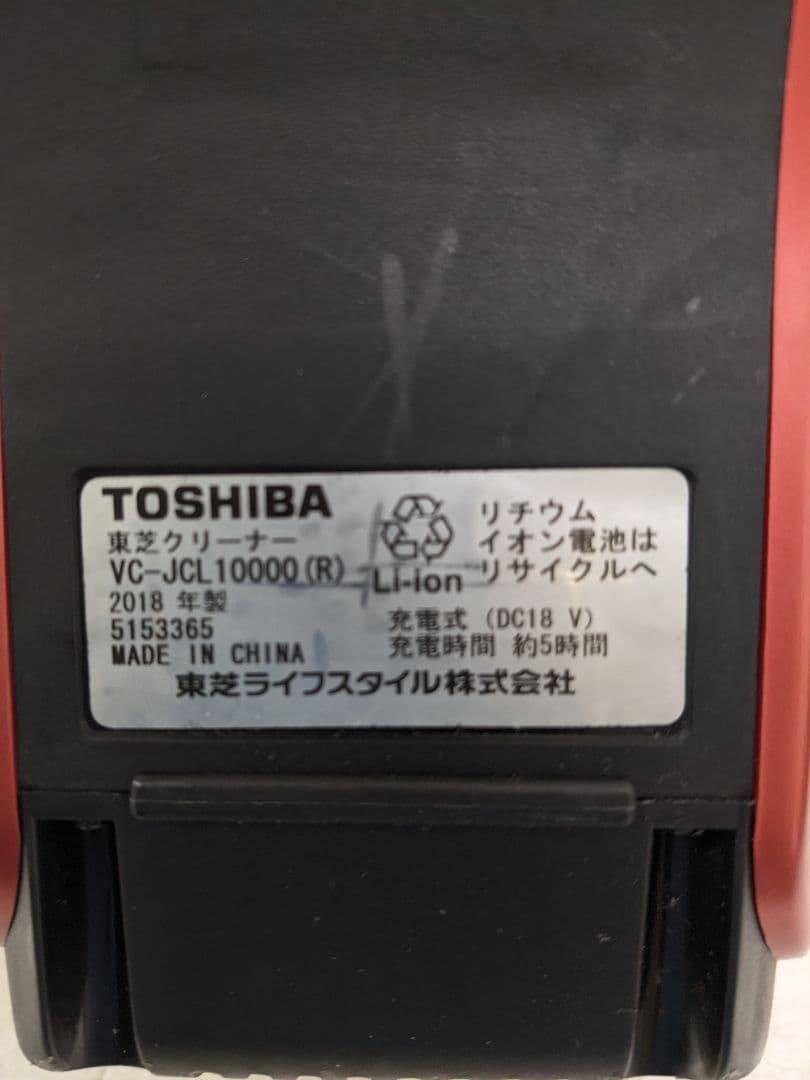 TOSHIBA
東芝クリーナー
VC-JCL10000(R)
2018 年製
5153365
MADE IN CHINA
Li-ion
リチウム
イオン電池は
リサイクルへ
充電式 (DC18 V)
充電時間 約5時間
東芝ライフスタイル株式会社